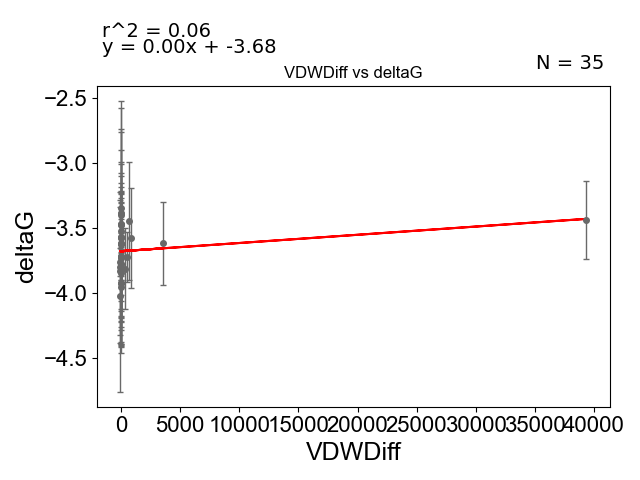 r^2 = 0.06
y = 0.00x + -3.68
N = 35
VDWDiff vs deltaG
−2.5
−3.0
−3.5
−4.0
−4.5
deltaG
0 5000 10000 15000 20000 25000 30000 35000 40000
VDWDiff